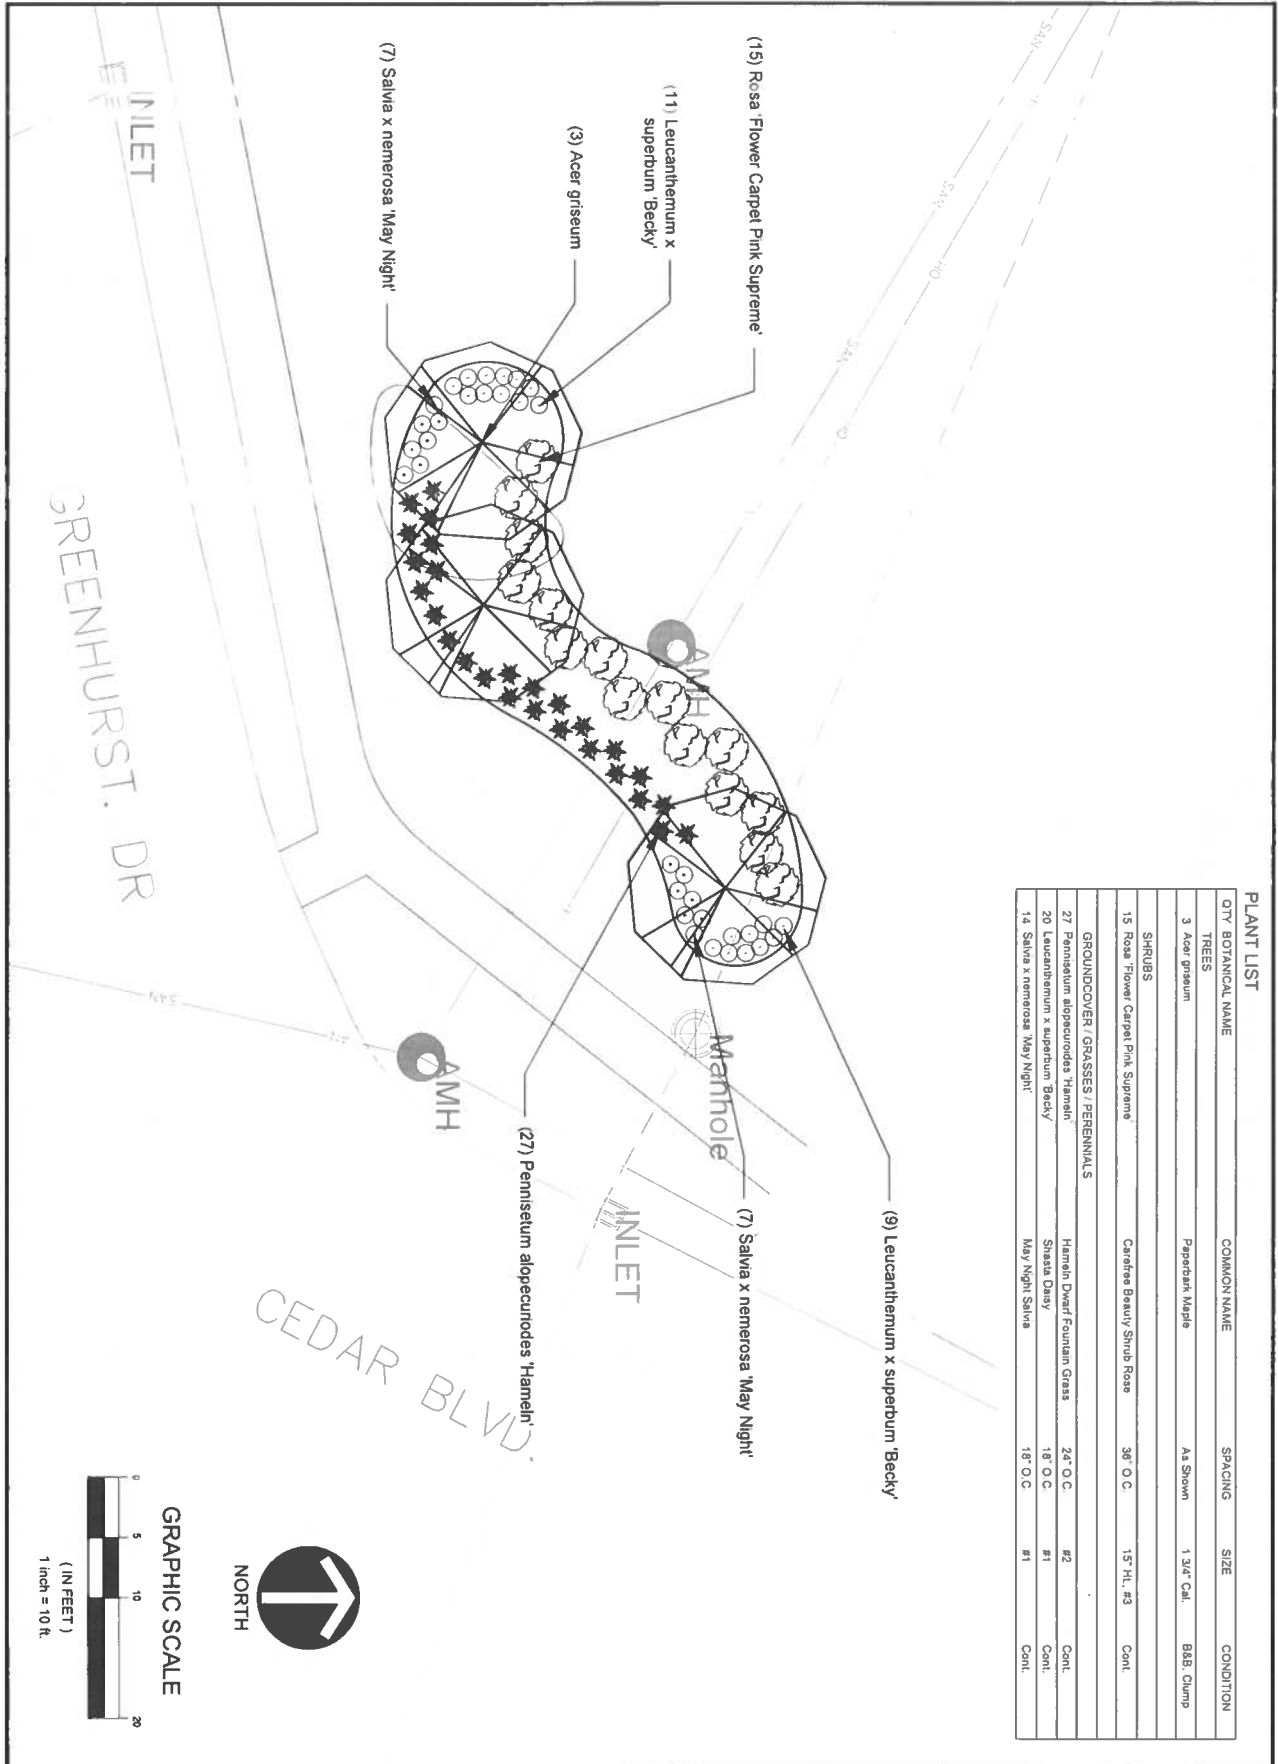 PLANT LIST
QTY BOTANICAL NAME COMMON NAME SPACING SIZE CONDITION
TREES
3 Acer griseum Paperbark Maple As Shown 1 3/4" Cal. B&B, Clump
SHRUBS
15 Rosa 'Flower Carpet Pink Supreme' Carefree Beauty Shrub Rose 36" O.C. 15" Ht., #3 Cont.
GROUNDCOVER / GRASSES / PERENNIALS
27 Pennisetum alopecuroides 'Hameln' Hameln Dwarf Fountain Grass 24" O.C. #2 Cont.
20 Leucanthemum x superbum 'Becky' Shasta Daisy 18" O.C. #1 Cont.
14 Salvia x nemerosa 'May Night' May Night Salvia 18" O.C. #1 Cont.
(15) Rosa 'Flower Carpet Pink Supreme'
(11) Leucanthemum x
superbum 'Becky'
(3) Acer griseum
(7) Salvia x nemerosa 'May Night'
(9) Leucanthemum x superbum 'Becky'
(7) Salvia x nemerosa 'May Night'
(27) Pennisetum alopecuriodes 'Hameln'
SAN
SAN
OH
SAN
AMH
Manhole
INLET
AMH
SAN
INLET
GREENHURST. DR
CEDAR BLVD.
NORTH
GRAPHIC SCALE
0 5 10 20
( IN FEET )
1 inch = 10 ft.